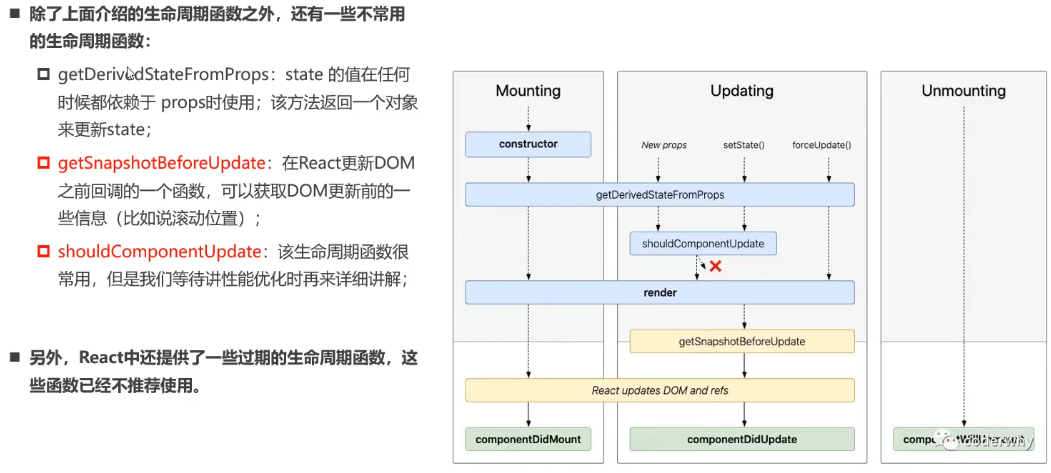 除了上面介绍的生命周期函数之外，还有一些不常用
的生命周期函数：
getDerivedStateFromProps：state 的值在任何
时候都依赖于 props时使用；该方法返回一个对象
来更新state；
getSnapshotBeforeUpdate：在React更新DOM
之前回调的一个函数，可以获取DOM更新前的一
些信息（比如说滚动位置）；
shouldComponentUpdate：该生命周期函数很
常用，但是我们等待讲性能优化时再来详细讲解；
另外，React中还提供了一些过期的生命周期函数，这
些函数已经不推荐使用。
Mounting
Updating
Unmounting
constructor
New props
setState()
forceUpdate()
getDerivedStateFromProps
shouldComponentUpdate
render
getSnapshotBeforeUpdate
React updates DOM and refs
componentDidMount
componentDidUpdate
componentWillUnmount
coderwhy